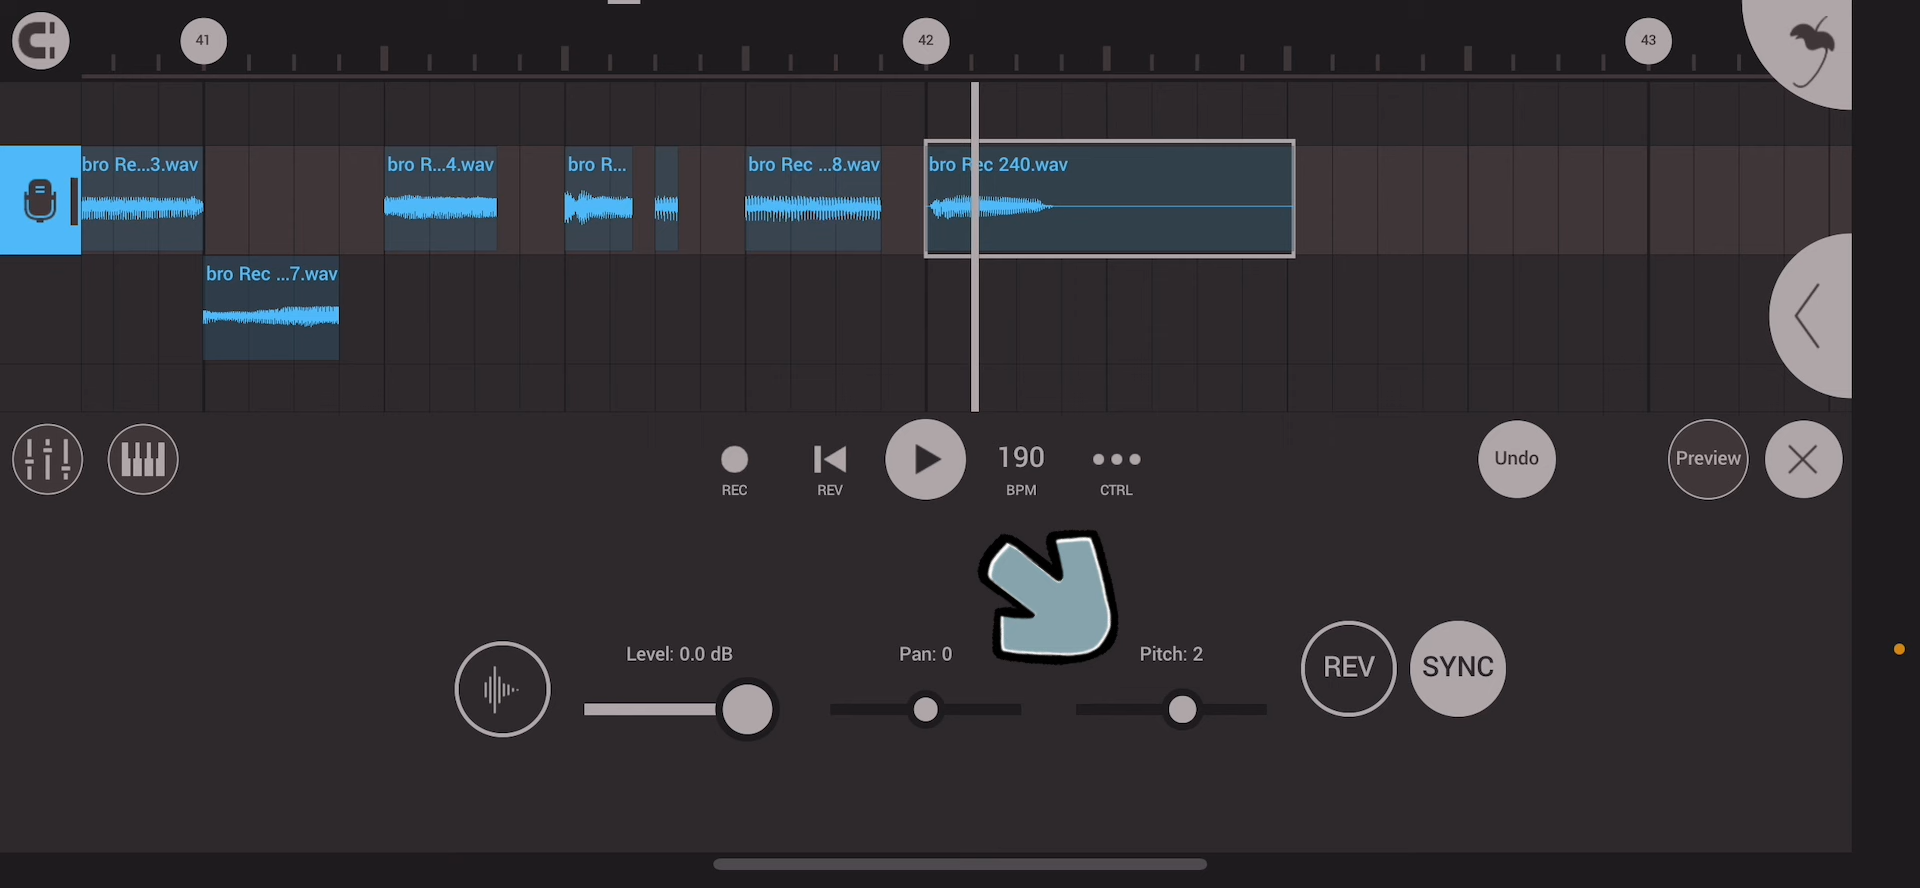 41
42
43
bro Re...3.wav
bro R...4.wav
bro R...
bro Rec ...8.wav
bro Rec 240.wav
bro Rec ...7.wav
REC
REV
190
BPM
CTRL
Undo
Preview
Level: 0.0 dB
Pan: 0
Pitch: 2
REV
SYNC